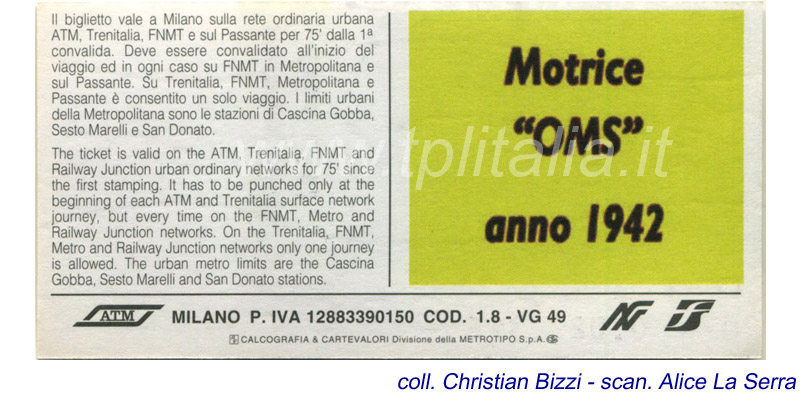 Il biglietto vale a Milano sulla rete ordinaria urbana
ATM, Trenitalia, FNMT e sul Passante per 75' dalla 1ª
convalida. Deve essere convalidato all'inizio del
viaggio ed in ogni caso su FNMT in Metropolitana e
sul Passante. Su Trenitalia, FNMT, Metropolitana e
Passante è consentito un solo viaggio. I limiti urbani
della Metropolitana sono le stazioni di Cascina Gobba,
Sesto Marelli e San Donato.
The ticket is valid on the ATM, Trenitalia, FNMT and
Railway Junction urban ordinary networks for 75' since
the first stamping. It has to be punched only at the
beginning of each ATM and Trenitalia surface network
journey, but every time on the FNMT, Metro and
Railway Junction networks. On the Trenitalia, FNMT,
Metro and Railway Junction networks only one journey
is allowed. The urban metro limits are the Cascina
Gobba, Sesto Marelli and San Donato stations.
Motrice
"OMS"
anno 1942
www.tplitalia.it
ATM MILANO P. IVA 12883390150 COD. 1.8 - VG 49
CALCOGRAFIA & CARTEVALORI Divisione della METROTIPO S.p.A.
coll. Christian Bizzi - scan. Alice La Serra